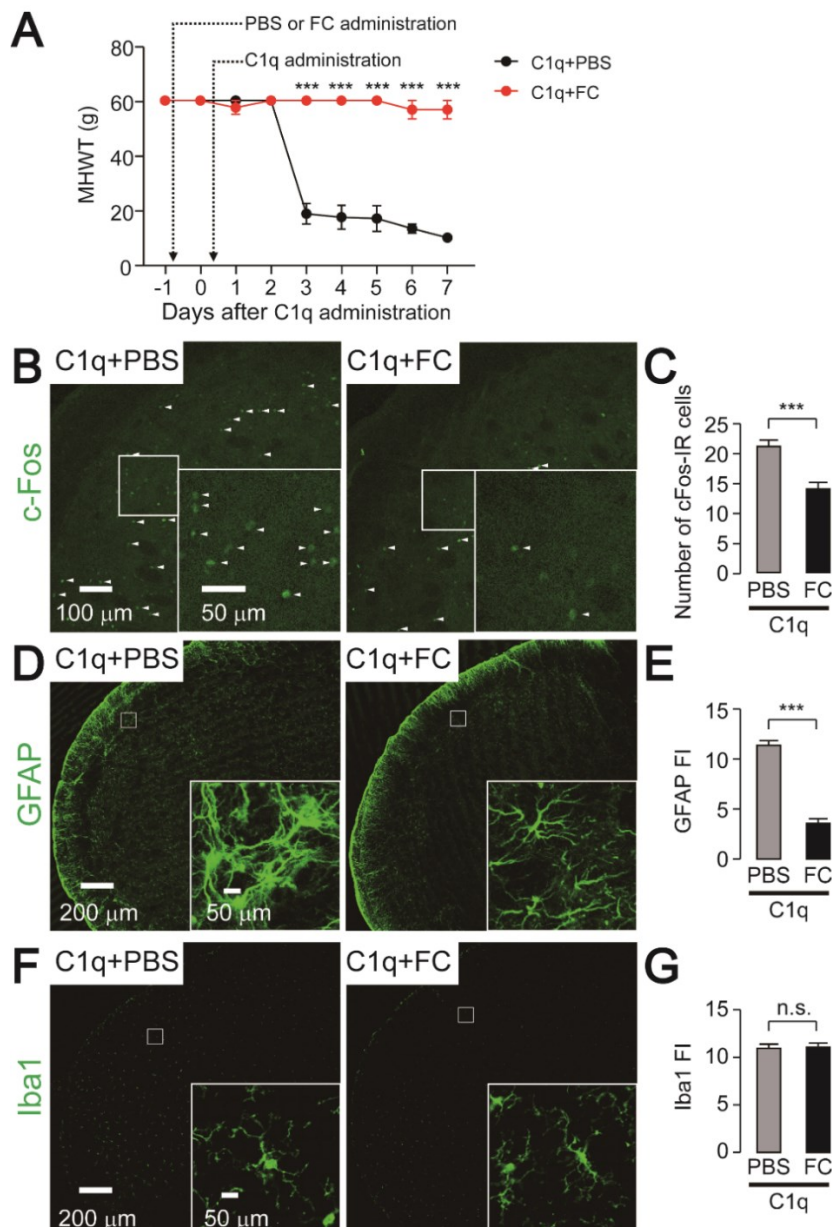 A
PBS or FC administration
C1q administration
C1q+PBS
C1q+FC
*** *** *** *** ***
80
60
40
20
0
MHWT (g)
-1 0 1 2 3 4 5 6 7
Days after C1q administration
B
C1q+PBS
C1q+FC
c-Fos
100 μm
50 μm
C
***
Number of cFos-IR cells
25
20
15
10
5
0
PBS FC
C1q
D
C1q+PBS
C1q+FC
GFAP
200 μm
50 μm
E
***
GFAP FI
15
10
5
0
PBS FC
C1q
F
C1q+PBS
C1q+FC
Iba1
200 μm
50 μm
G
n.s.
Iba1 FI
15
10
5
0
PBS FC
C1q